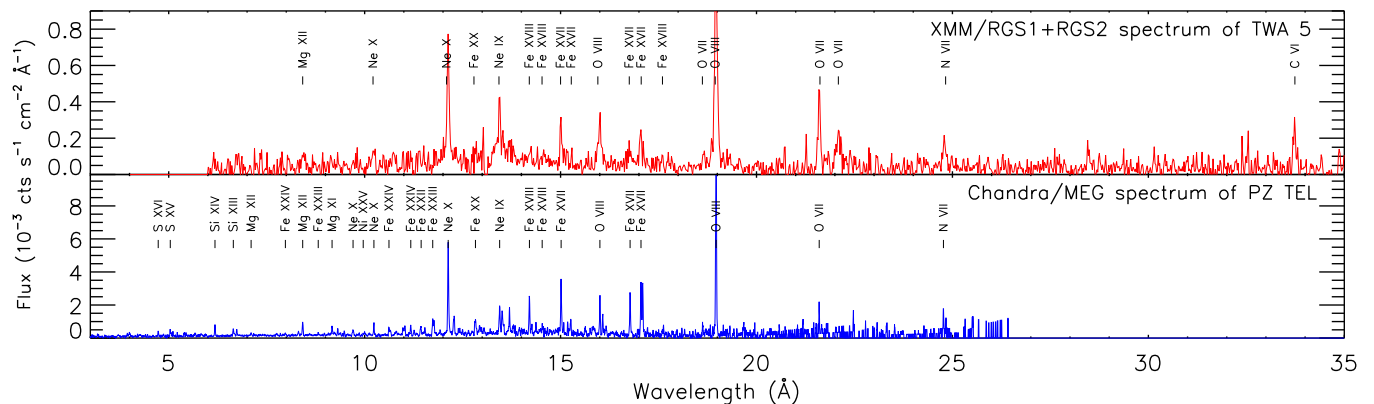 XMM/RGS1+RGS2 spectrum of TWA 5
Mg XII
Ne X
Ne X
Fe XX
Ne IX
Fe XVIII
Fe XVIII
Fe XVII
Fe XVII
O VIII
Fe XVII
Fe XVII
Fe XVIII
O VII
O VIII
O VII
O VII
N VII
C VI
0.8
0.6
0.4
0.2
0.0
Chandra/MEG spectrum of PZ TEL
S XVI
S XV
Si XIV
Si XIII
Mg XII
Fe XXIV
Mg XII
Fe XXIII
Mg XI
Ne X
Ni XXV
Ne X
Fe XXIV
Fe XXIV
Fe XXII
Fe XXIII
Ne X
Fe XX
Ne IX
Fe XVIII
Fe XVIII
Fe XVII
O VIII
Fe XVII
Fe XVII
O VIII
O VII
N VII
8
6
4
2
0
Flux (10⁻³ cts s⁻¹ cm⁻² Å⁻¹)
5 10 15 20 25 30 35
Wavelength (Å)